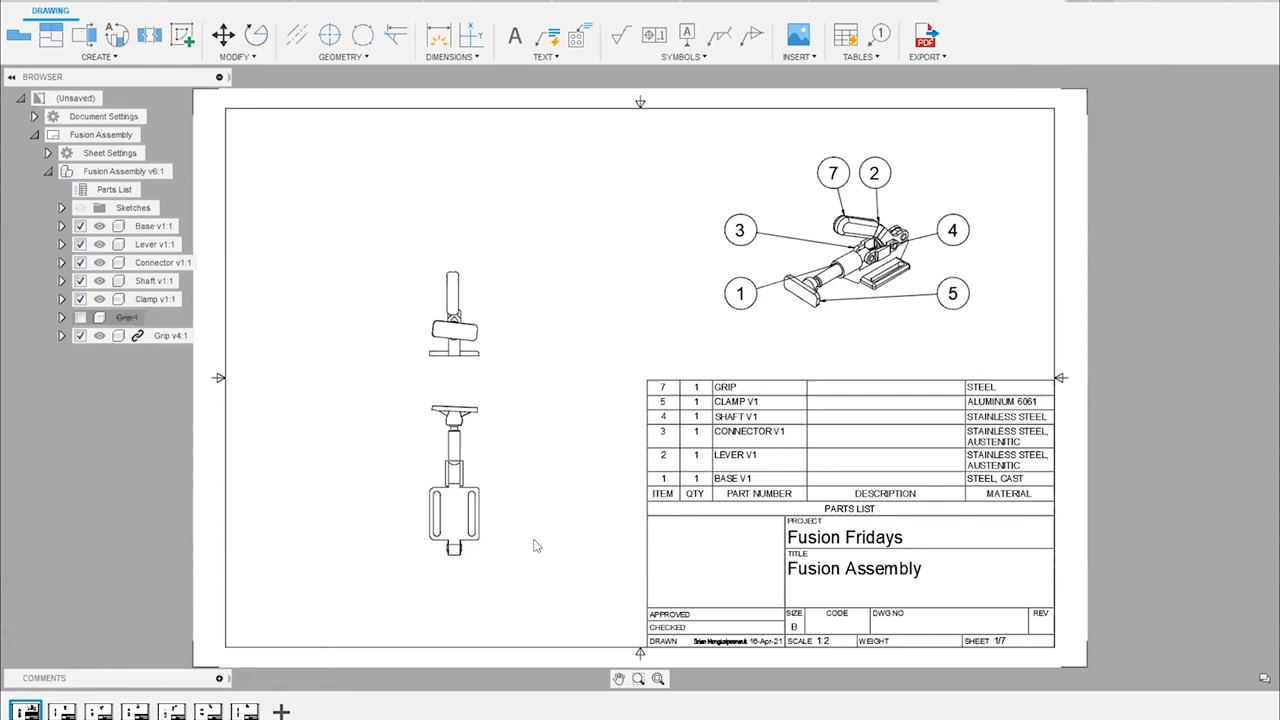 DRAWING
CREATE▾
MODIFY▾
GEOMETRY▾
DIMENSIONS▾
TEXT▾
SYMBOLS▾
INSERT▾
TABLES▾
EXPORT▾
BROWSER
(Unsaved)
Document Settings
Fusion Assembly
Sheet Settings
Fusion Assembly v6:1
Parts List
Sketches
Base v1:1
Lever v1:1
Connector v1:1
Shaft v1:1
Clamp v1:1
Grip:1
Grip v4:1
7
2
3
4
1
5
7 1 GRIP STEEL
5 1 CLAMP V1 ALUMINUM 6061
4 1 SHAFT V1 STAINLESS STEEL
3 1 CONNECTOR V1 STAINLESS STEEL,
AUSTENITIC
2 1 LEVER V1 STAINLESS STEEL,
AUSTENITIC
1 1 BASE V1 STEEL, CAST
ITEM QTY PART NUMBER DESCRIPTION MATERIAL
PARTS LIST
PROJECT
Fusion Fridays
TITLE
Fusion Assembly
APPROVED
CHECKED
SIZE CODE DWG NO REV
B
DRAWN 16-Apr-21 SCALE 1:2 WEIGHT SHEET 1/7
COMMENTS